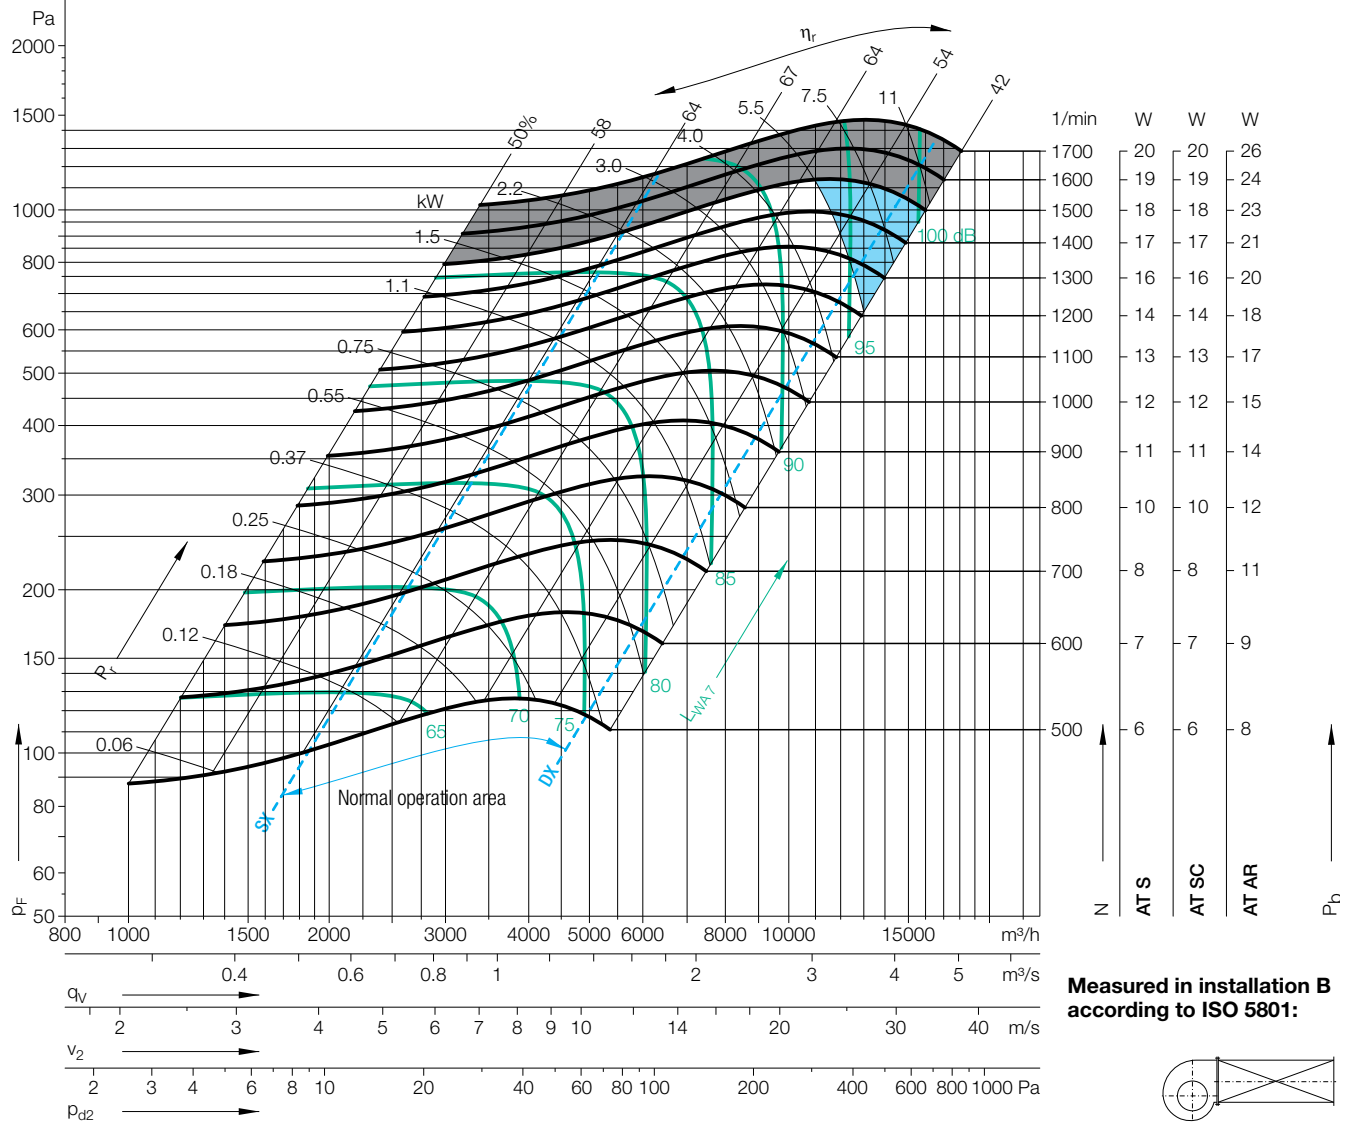 Pa
2000
1500
1000
800
600
500
400
300
200
150
100
80
60
50
pF
Pr
kW
0.06
0.12
0.18
0.25
0.37
0.55
0.75
1.1
1.5
2.2
3.0
4.0
5.5
7.5
11
50%
58
64
67
64
54
42
ηr
100 dB
95
90
85
80
75
70
65
LWA7
SX
DX
Normal operation area
1/min W W W
1700 20 20 26
1600 19 19 24
1500 18 18 23
1400 17 17 21
1300 16 16 20
1200 14 14 18
1100 13 13 17
1000 12 12 15
900 11 11 14
800 10 10 12
700 8 8 11
600 7 7 9
500 6 6 8
N AT S AT SC AT AR Pb
800 1000 1500 2000 3000 4000 5000 6000 8000 10000 15000 m³/h
0.4 0.6 0.8 1 2 3 4 5 m³/s
qV
2 3 4 5 6 7 8 9 10 14 20 30 40 m/s
v2
2 3 4 6 8 10 20 40 60 80 100 200 400 600 800 1000 Pa
pd2
Measured in installation B
according to ISO 5801: